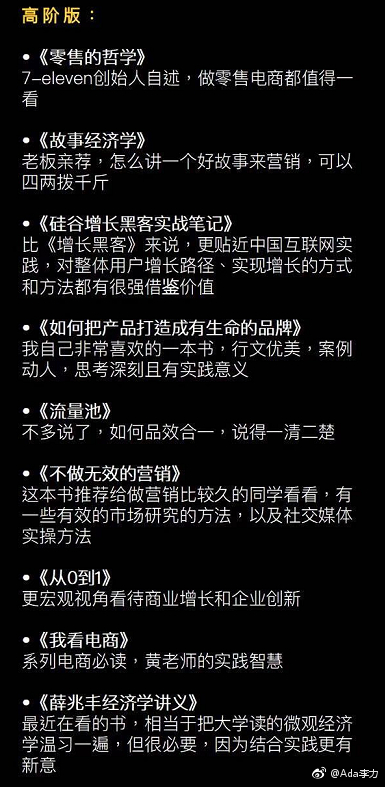 高阶版：
•《零售的哲学》
7-eleven创始人自述，做零售电商都值得一
看
•《故事经济学》
老板亲荐，怎么讲一个好故事来营销，可以
四两拨千斤
•《硅谷增长黑客实战笔记》
比《增长黑客》来说，更贴近中国互联网实
践，对整体用户增长路径、实现增长的方式
和方法都有很强借鉴价值
•《如何把产品打造成有生命的品牌》
我自己非常喜欢的一本书，行文优美，案例
动人，思考深刻且有实践意义
•《流量池》
不多说了，如何品效合一，说得一清二楚
•《不做无效的营销》
这本书推荐给做营销比较久的同学看看，有
一些有效的市场研究的方法，以及社交媒体
实操方法
•《从0到1》
更宏观视角看待商业增长和企业创新
•《我看电商》
系列电商必读，黄老师的实践智慧
•《薛兆丰经济学讲义》
最近在看的书，相当于把大学读的微观经济
学温习一遍，但很必要，因为结合实践更有
新意
@Ada李力